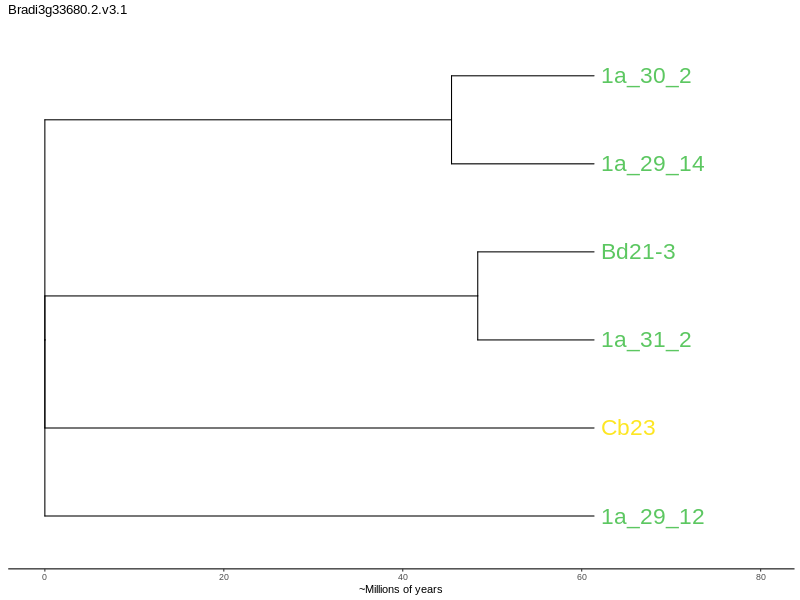 Bradi3g33680.2.v3.1
1a_30_2
1a_29_14
Bd21-3
1a_31_2
Cb23
1a_29_12
0 20 40 60 80
~Millions of years